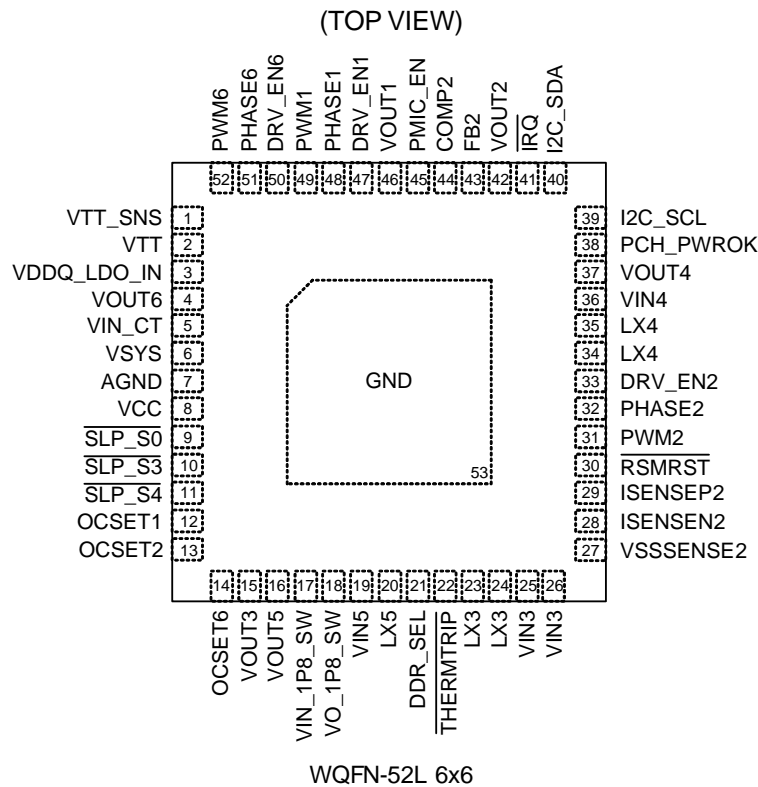 (TOP VIEW)
PWM6
PHASE6
DRV_EN6
PWM1
PHASE1
DRV_EN1
VOUT1
PMIC_EN
COMP2
FB2
VOUT2
IRQ
I2C_SDA
52 51 50 49 48 47 46 45 44 43 42 41 40
VTT_SNS 1
VTT 2
VDDQ_LDO_IN 3
VOUT6 4
VIN_CT 5
VSYS 6
AGND 7
VCC 8
SLP_S0 9
SLP_S3 10
SLP_S4 11
OCSET1 12
OCSET2 13
GND
53
39 I2C_SCL
38 PCH_PWROK
37 VOUT4
36 VIN4
35 LX4
34 LX4
33 DRV_EN2
32 PHASE2
31 PWM2
30 RSMRST
29 ISENSEP2
28 ISENSEN2
27 VSSSENSE2
14 15 16 17 18 19 20 21 22 23 24 25 26
OCSET6
VOUT3
VOUT5
VIN_1P8_SW
VO_1P8_SW
VIN5
LX5
DDR_SEL
THERMTRIP
LX3
LX3
VIN3
VIN3
WQFN-52L 6x6